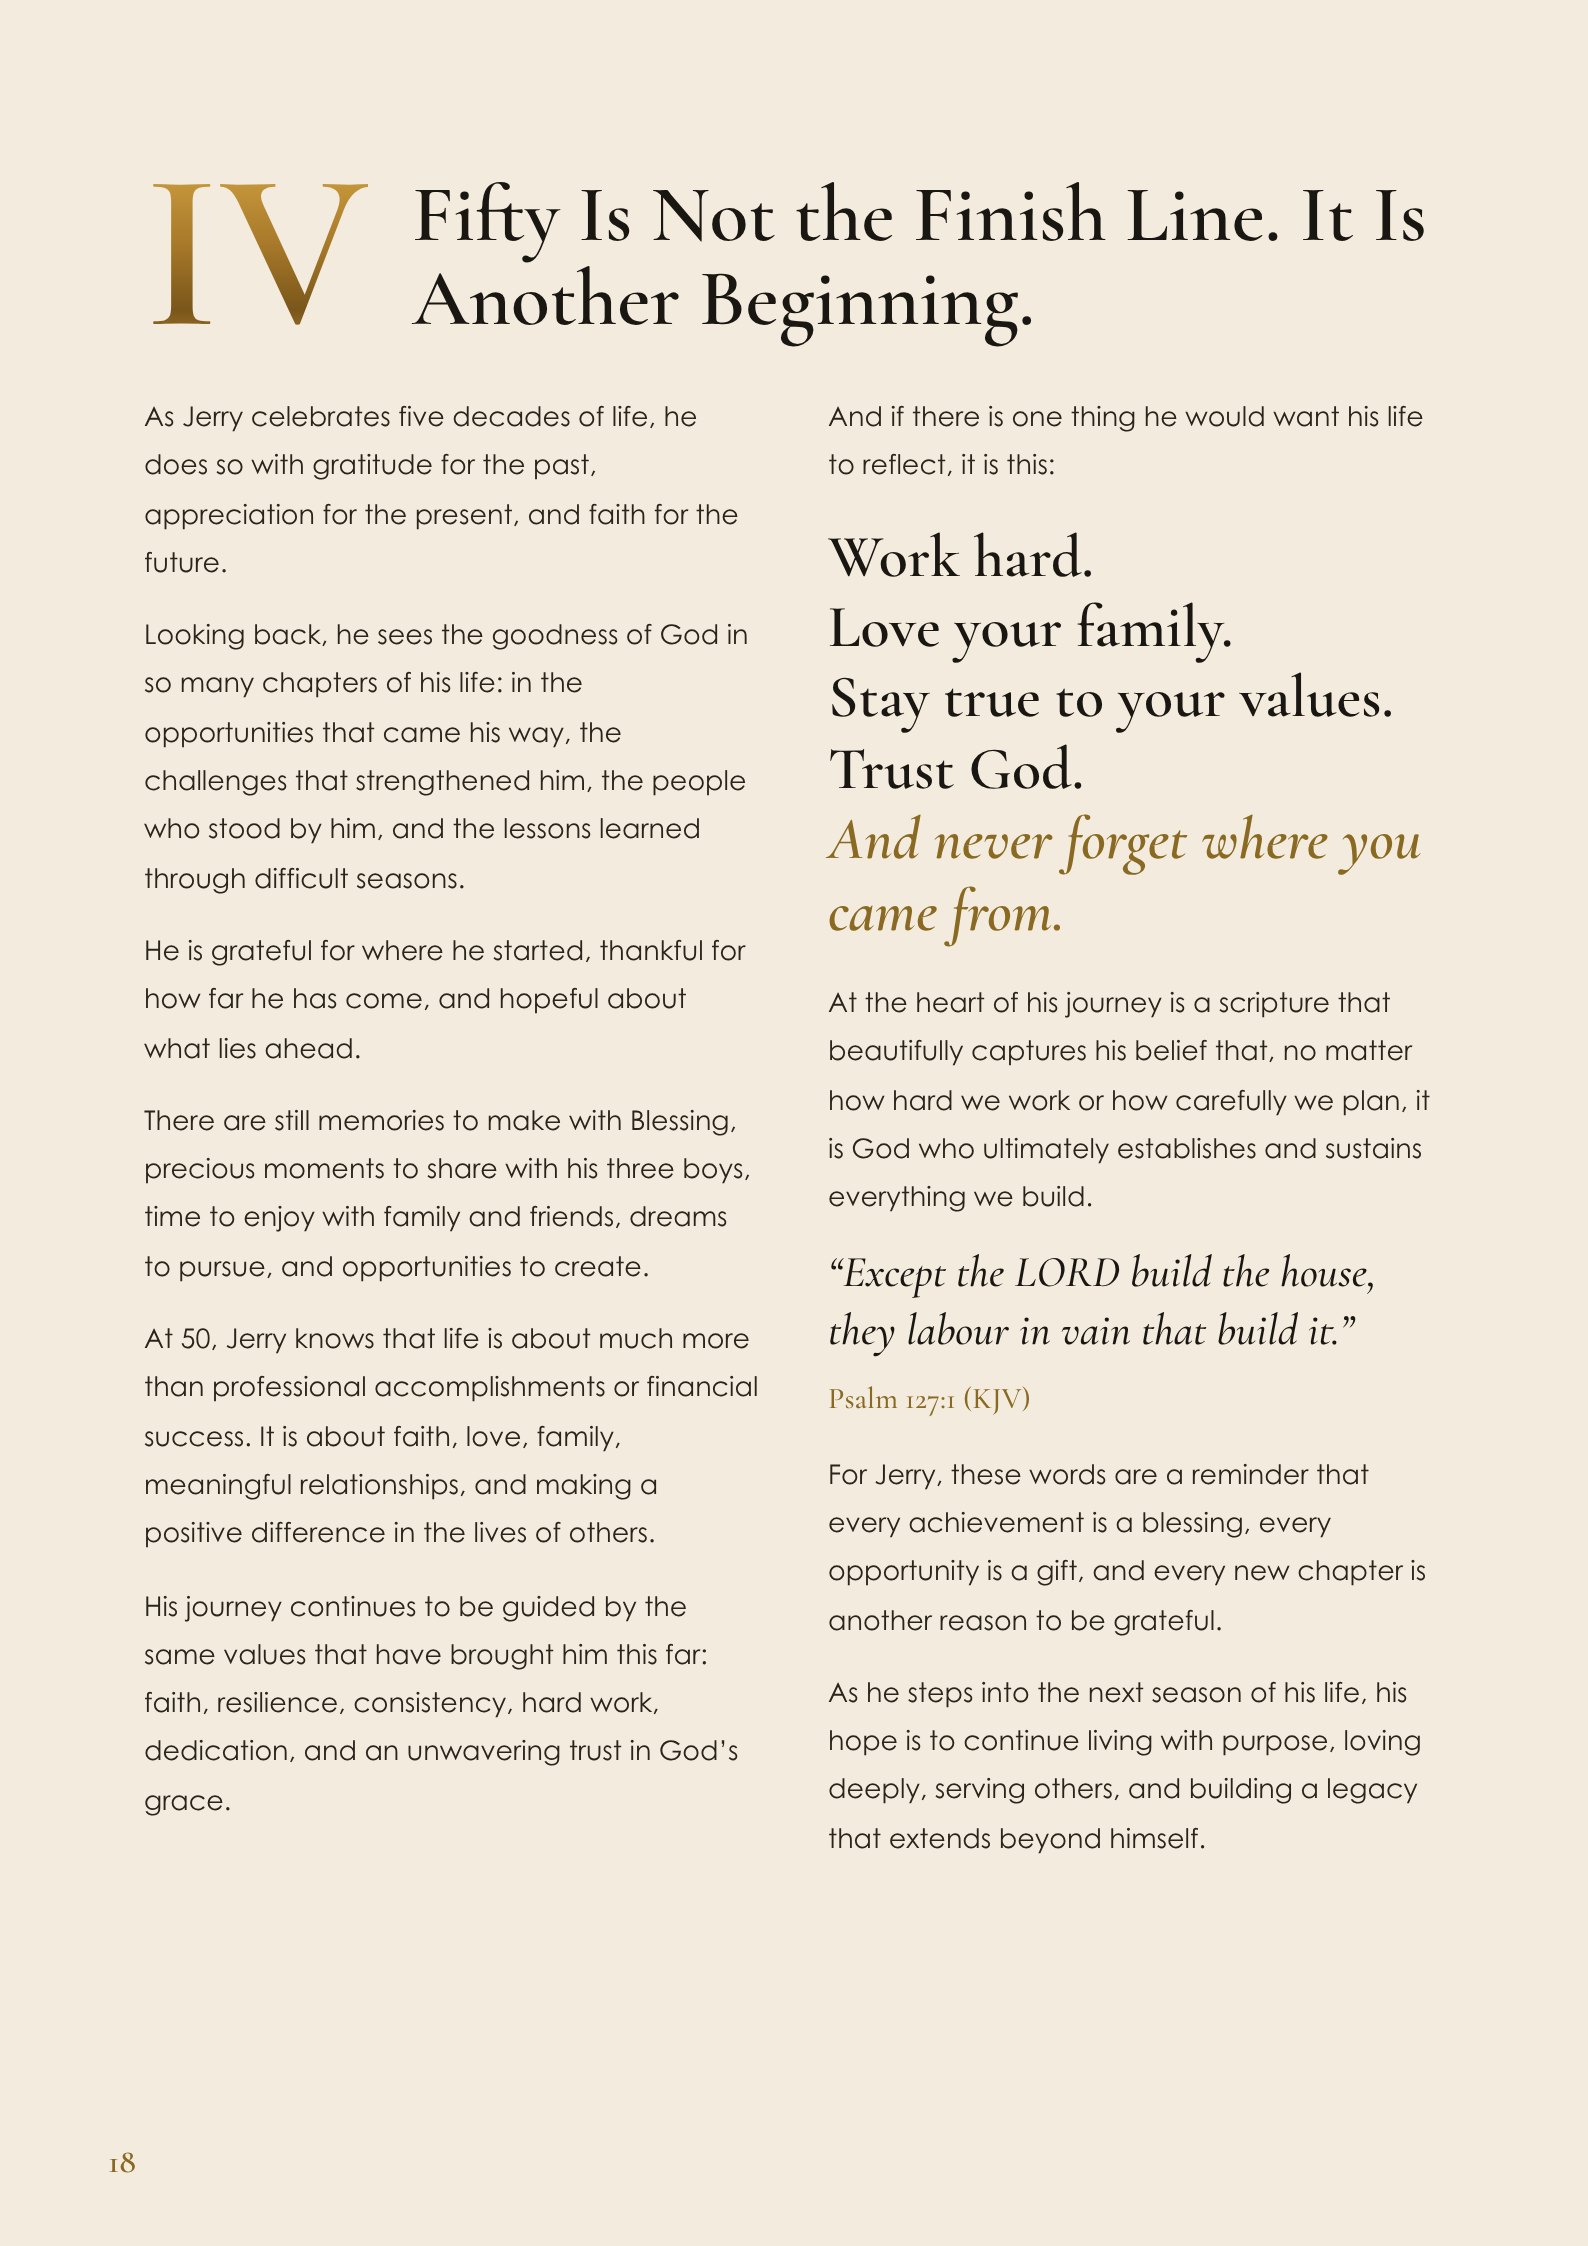 IV
Fifty Is Not the Finish Line. It Is
Another Beginning.
As Jerry celebrates five decades of life, he
does so with gratitude for the past,
appreciation for the present, and faith for the
future.
Looking back, he sees the goodness of God in
so many chapters of his life: in the
opportunities that came his way, the
challenges that strengthened him, the people
who stood by him, and the lessons learned
through difficult seasons.
He is grateful for where he started, thankful for
how far he has come, and hopeful about
what lies ahead.
There are still memories to make with Blessing,
precious moments to share with his three boys,
time to enjoy with family and friends, dreams
to pursue, and opportunities to create.
At 50, Jerry knows that life is about much more
than professional accomplishments or financial
success. It is about faith, love, family,
meaningful relationships, and making a
positive difference in the lives of others.
His journey continues to be guided by the
same values that have brought him this far:
faith, resilience, consistency, hard work,
dedication, and an unwavering trust in God’s
grace.
And if there is one thing he would want his life
to reflect, it is this:
Work hard.
Love your family.
Stay true to your values.
Trust God.
And never forget where you
came from.
At the heart of his journey is a scripture that
beautifully captures his belief that, no matter
how hard we work or how carefully we plan, it
is God who ultimately establishes and sustains
everything we build.
“Except the LORD build the house,
they labour in vain that build it.”
Psalm 127:1 (KJV)
For Jerry, these words are a reminder that
every achievement is a blessing, every
opportunity is a gift, and every new chapter is
another reason to be grateful.
As he steps into the next season of his life, his
hope is to continue living with purpose, loving
deeply, serving others, and building a legacy
that extends beyond himself.
18